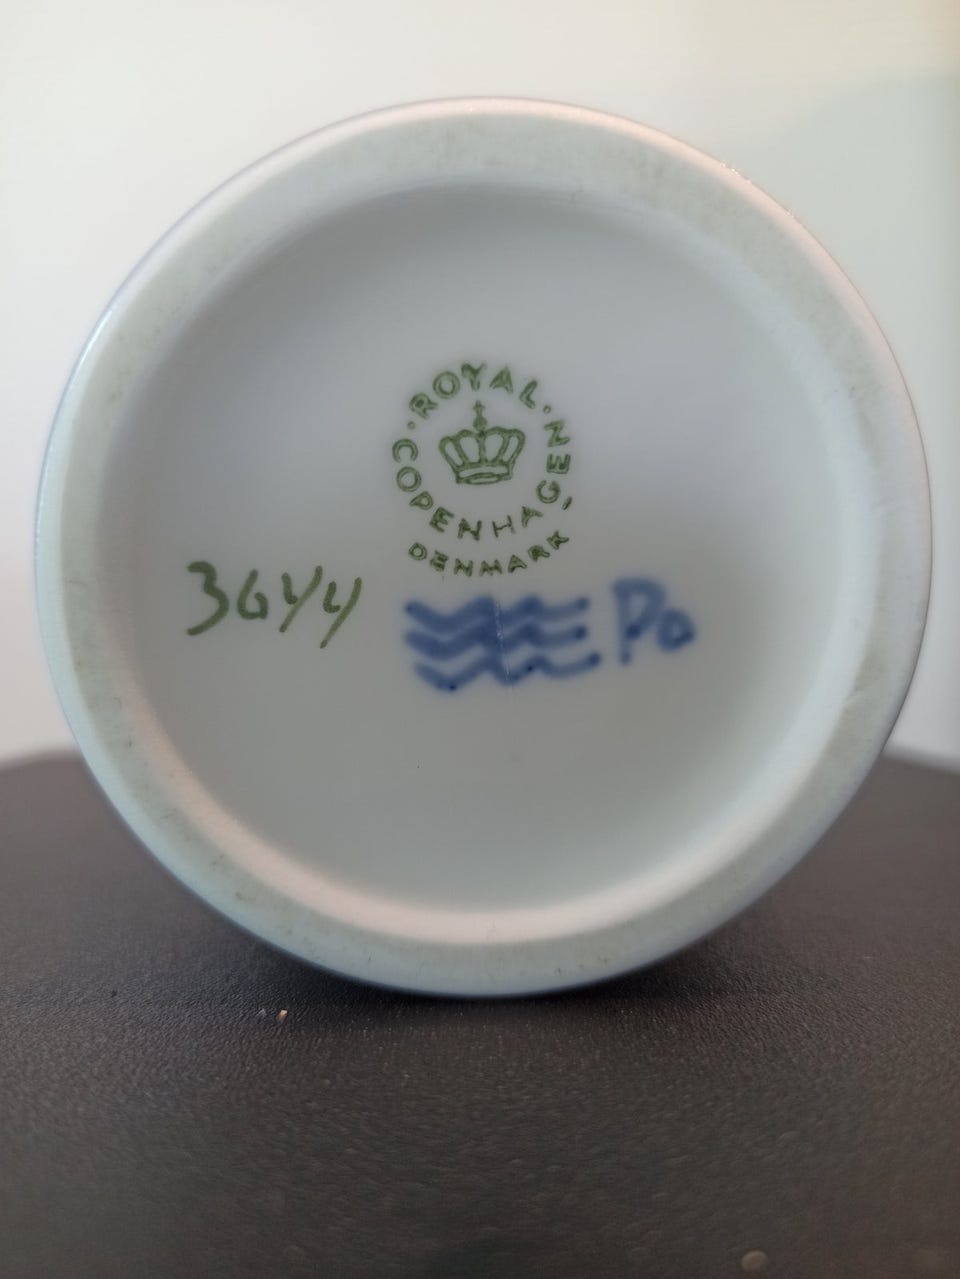 ROYAL
COPENHAGEN
DENMARK
3644
Po